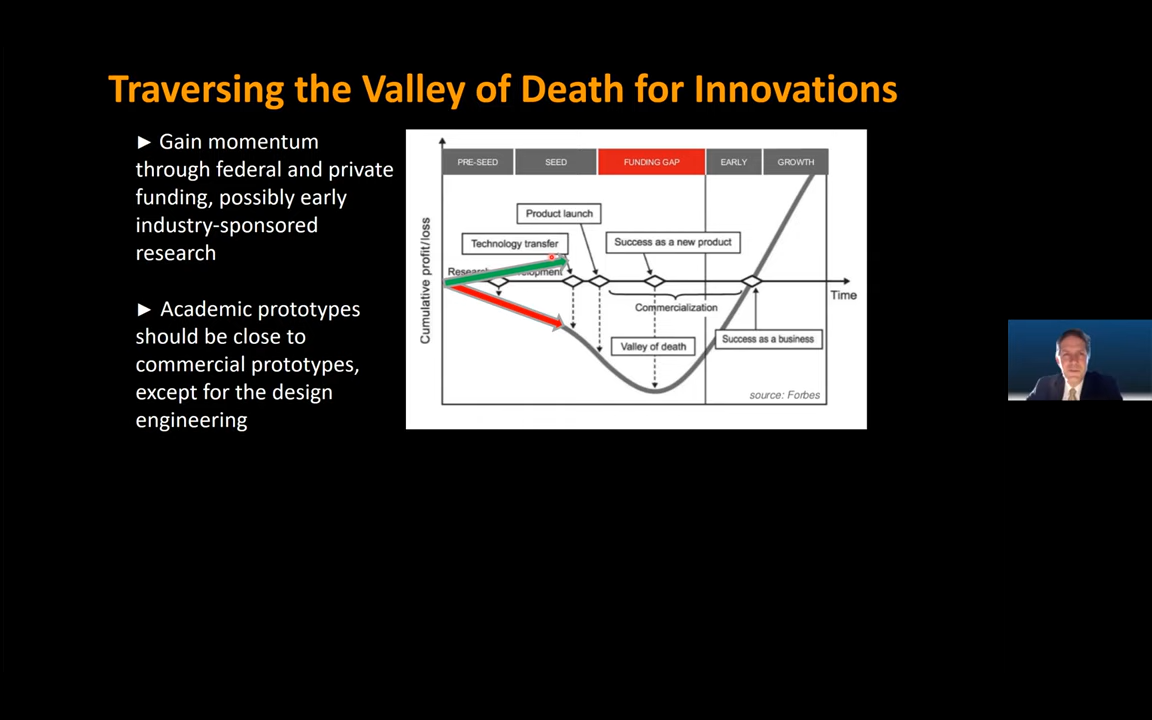 Traversing the Valley of Death for Innovations
► Gain momentum
through federal and private
funding, possibly early
industry-sponsored
research
► Academic prototypes
should be close to
commercial prototypes,
except for the design
engineering
PRE-SEED
SEED
FUNDING GAP
EARLY
GROWTH
Product launch
Technology transfer
Success as a new product
Cumulative profit/loss
Time
Commercialization
Valley of death
Success as a business
source: Forbes